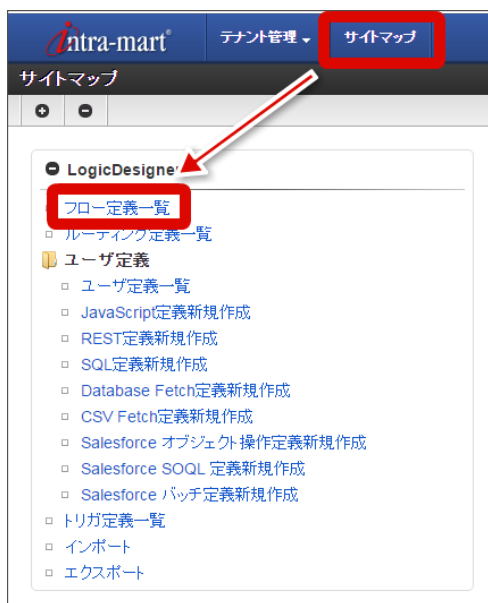 intra-mart® テナント管理 サイトマップ
サイトマップ
LogicDesigner
フロー定義一覧
ルーティング定義一覧
ユーザ定義
ユーザ定義一覧
JavaScript定義新規作成
REST定義新規作成
SQL定義新規作成
Database Fetch定義新規作成
CSV Fetch定義新規作成
Salesforce オブジェクト操作定義新規作成
Salesforce SOQL 定義新規作成
Salesforce バッチ定義新規作成
トリガ定義一覧
インポート
エクスポート